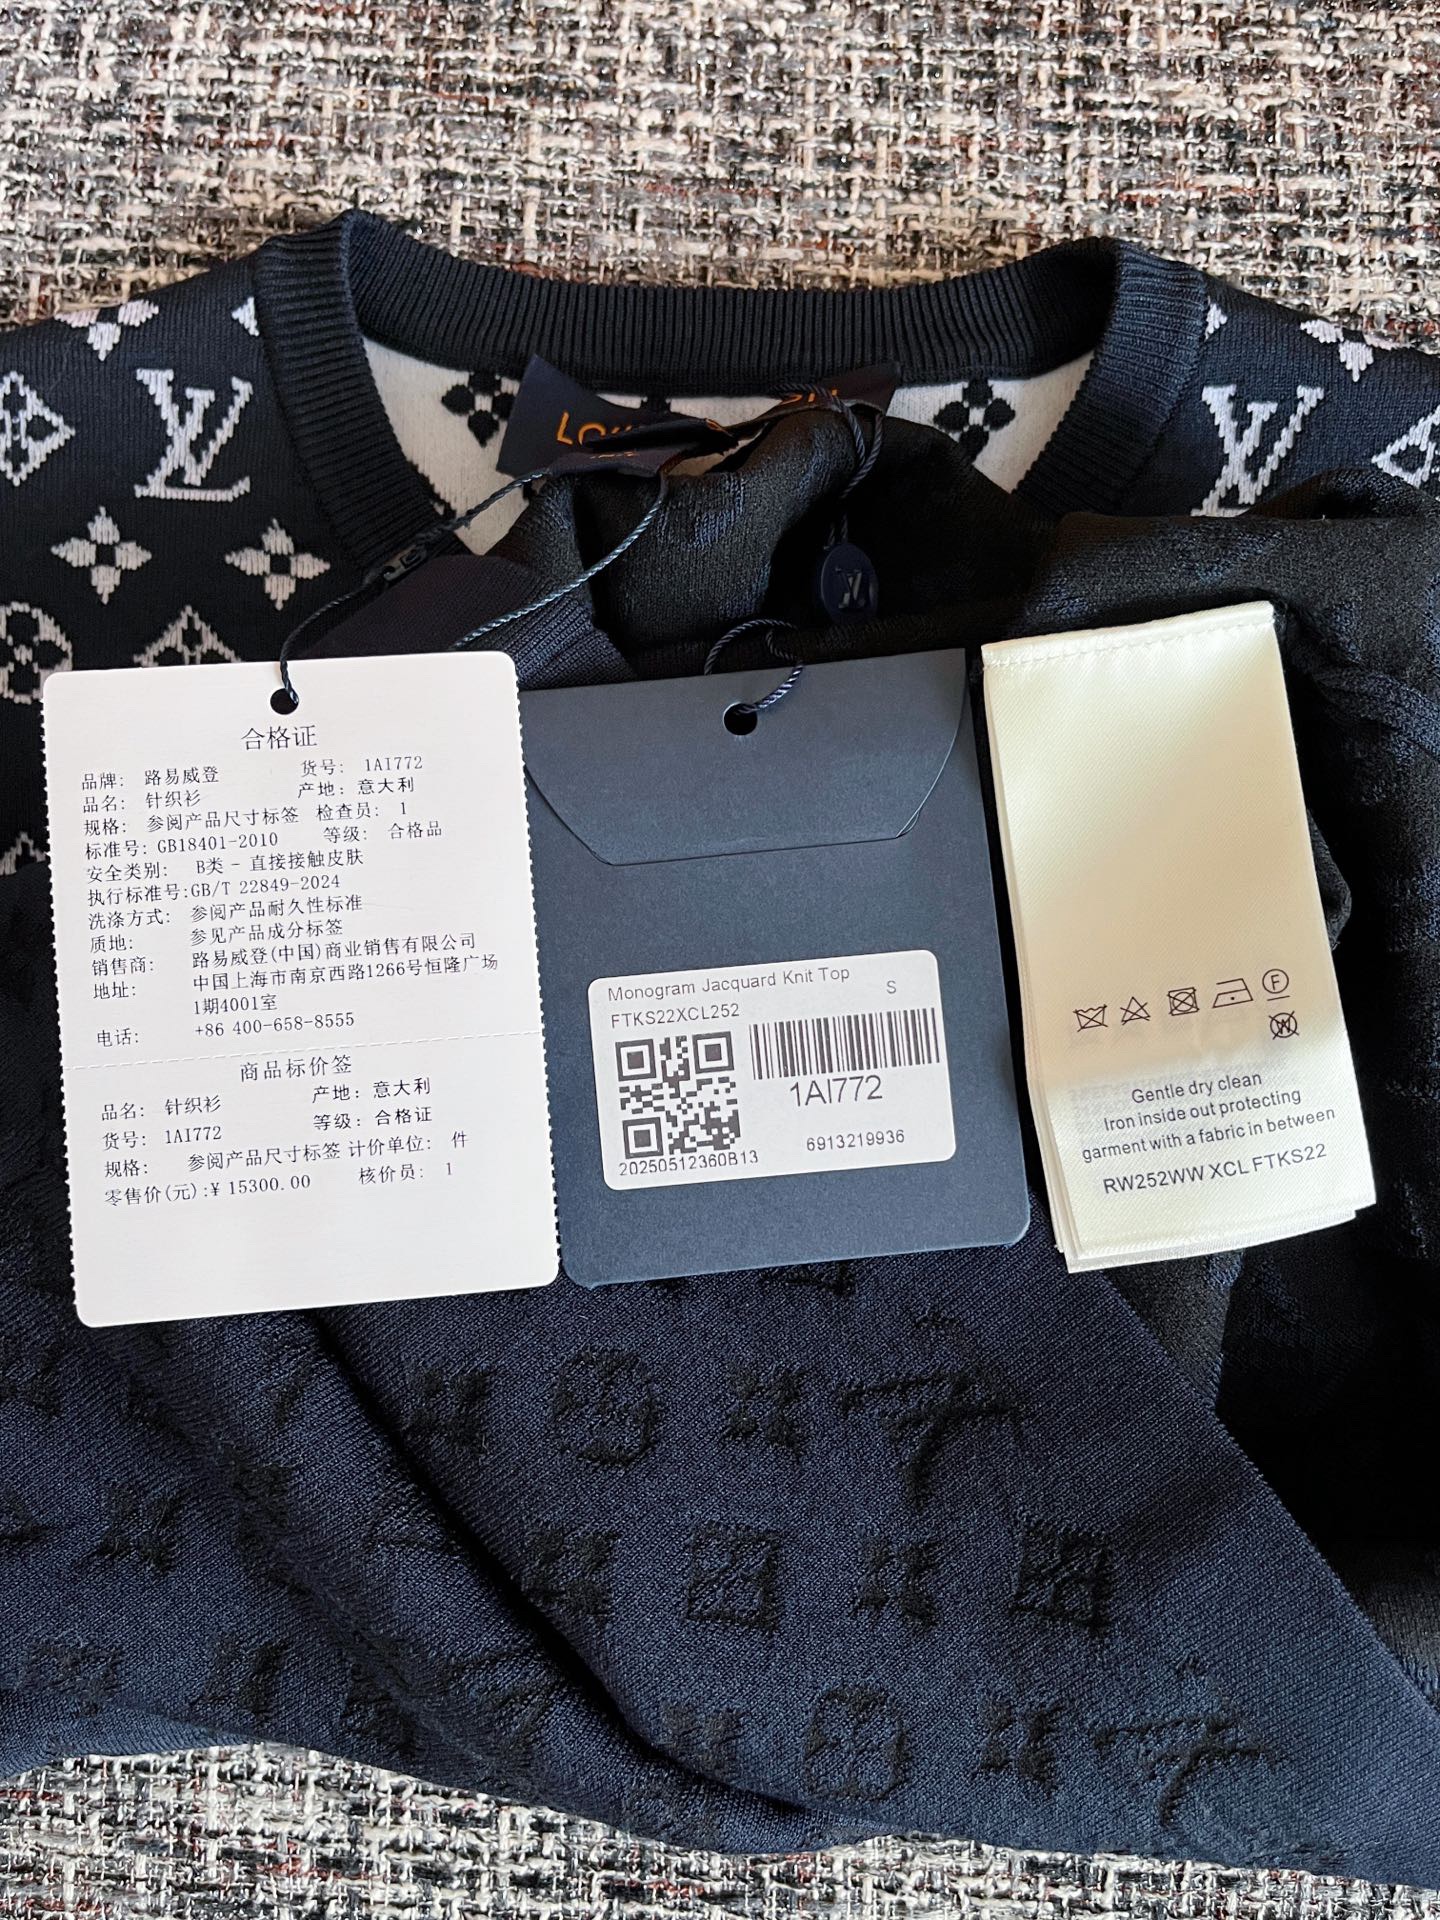 合格证
品牌: 路易威登 货号: 1AI772
品名: 针织衫 产地: 意大利
规格: 参阅产品尺寸标签 检查员: 1
标准号: GB18401-2010 等级: 合格品
安全类别: B类 - 直接接触皮肤
执行标准号:GB/T 22849-2024
洗涤方式: 参阅产品耐久性标准
质地: 参见产品成分标签
销售商: 路易威登(中国)商业销售有限公司
地址: 中国上海市南京西路1266号恒隆广场
1期4001室
电话: +86 400-658-8555
商品标价签
品名: 针织衫 产地: 意大利
货号: 1AI772 等级: 合格证
规格: 参阅产品尺寸标签 计价单位: 件
零售价(元):¥ 15300.00 核价员: 1
Monogram Jacquard Knit Top S
FTKS22XCL252
1AI772
6913219936
20250512360B13
F
W
Gentle dry clean
Iron inside out protecting
garment with a fabric in between
RW252WW XCL FTKS22